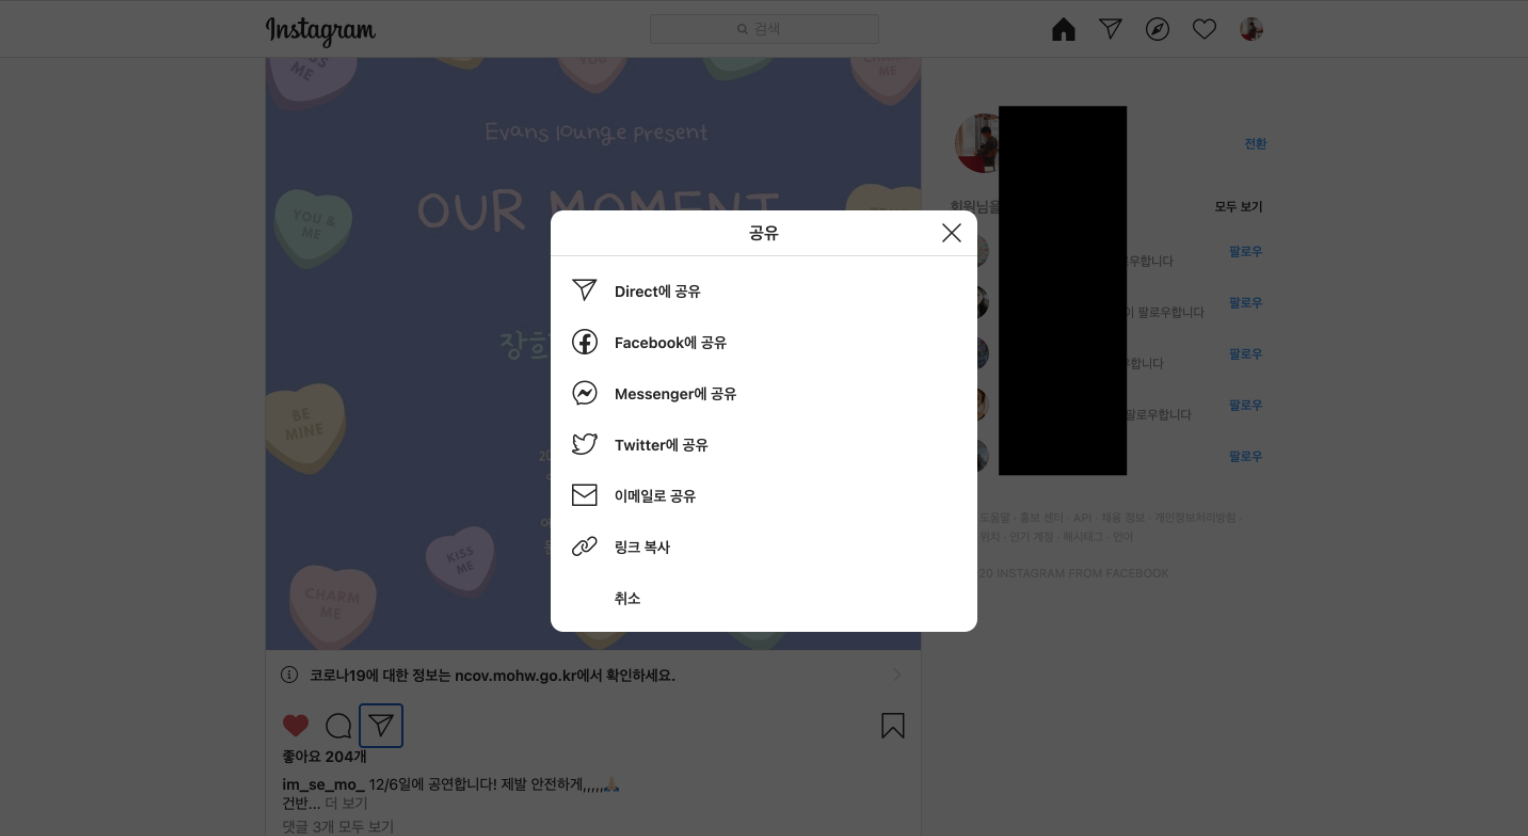 Instagram
검색
KISS
ME
YOU
CHARM
ME
Evans lounge present
OUR MOMENT
YOU &
ME
장희
BE
MINE
20
KISS
ME
CHARM
ME
공유
Direct에 공유
Facebook에 공유
Messenger에 공유
Twitter에 공유
이메일로 공유
링크 복사
취소
전환
회원님을
모두 보기
우합니다
팔로우
이 팔로우합니다
팔로우
합니다
팔로우
팔로우합니다
팔로우
팔로우
도움말 · 홍보 센터 · API · 채용 정보 · 개인정보처리방침 ·
위치 · 인기 계정 · 해시태그 · 언어
20 INSTAGRAM FROM FACEBOOK
코로나19에 대한 정보는 ncov.mohw.go.kr에서 확인하세요.
좋아요 204개
im_se_mo_ 12/6일에 공연합니다! 제발 안전하게,,,,,🙏🏼
건반... 더 보기
댓글 3개 모두 보기